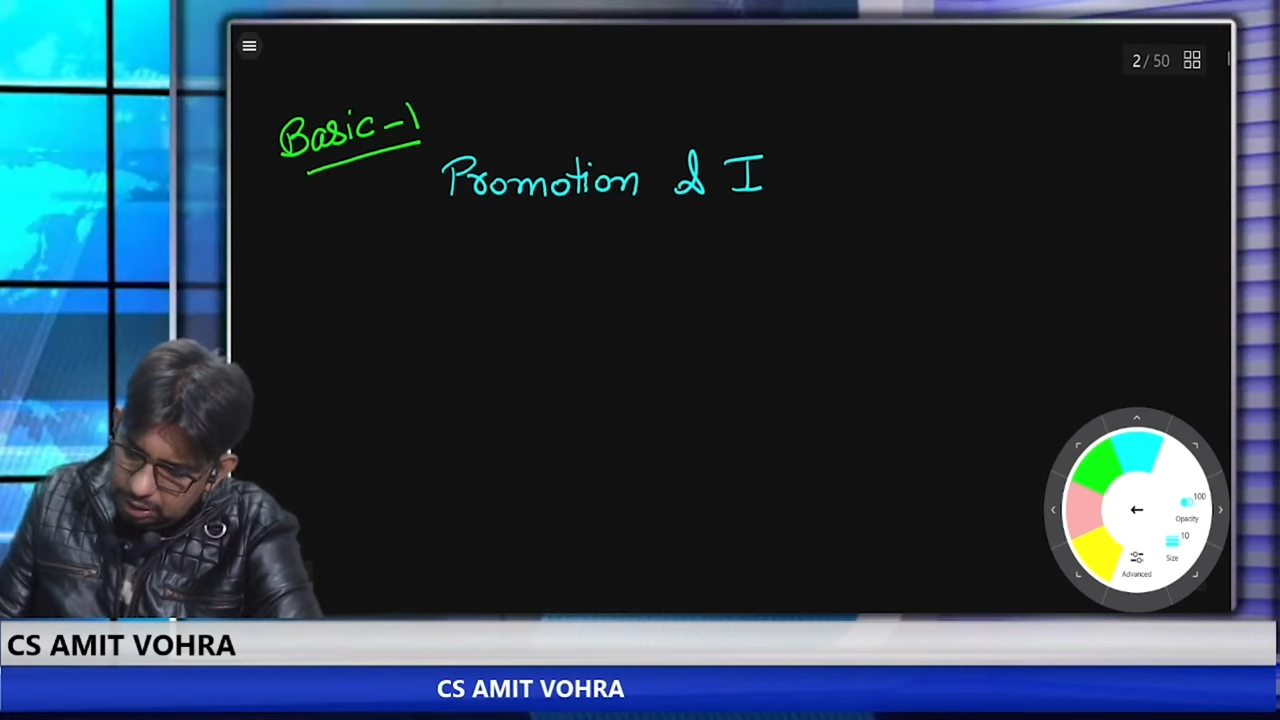 2/50
Basic-1
Promotion & I
100
Opacity
10
Size
Advanced
CS AMIT VOHRA
CS AMIT VOHRA